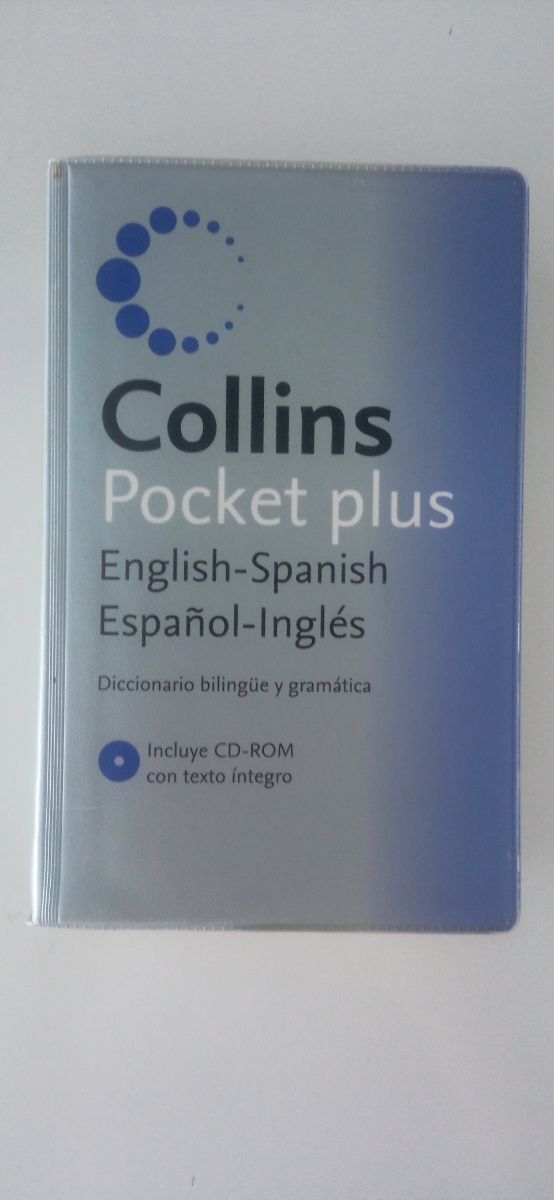 Collins
Pocket plus
English-Spanish
Español-Inglés
Diccionario bilingüe y gramática
Incluye CD-ROM
con texto íntegro